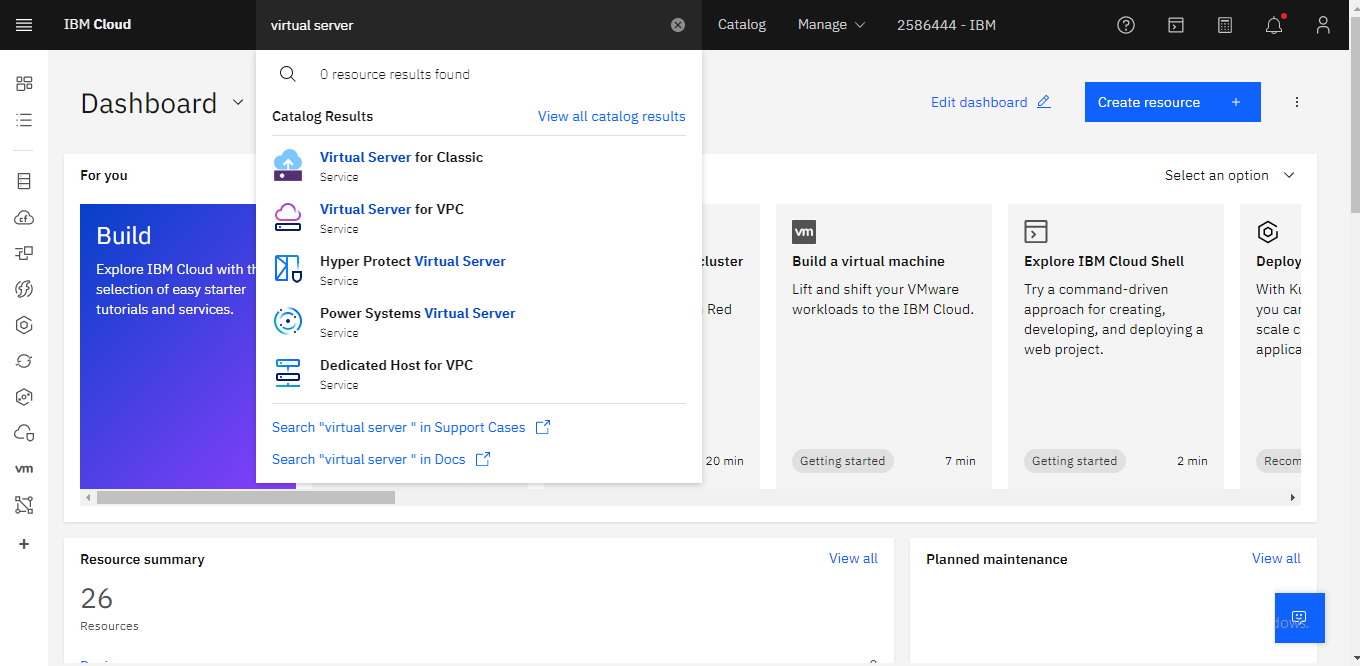 IBM Cloud
virtual server
Catalog
Manage
2586444 - IBM
0 resource results found
Catalog Results
View all catalog results
Virtual Server for Classic
Service
Virtual Server for VPC
Service
Hyper Protect Virtual Server
Service
Power Systems Virtual Server
Service
Dedicated Host for VPC
Service
Search "virtual server " in Support Cases
Search "virtual server " in Docs
Dashboard
Edit dashboard
Create resource +
For you
Select an option
Build
Explore IBM Cloud with th
selection of easy starter
tutorials and services.
cluster
Red
20 min
vm
Build a virtual machine
Lift and shift your VMware
workloads to the IBM Cloud.
Getting started
7 min
Explore IBM Cloud Shell
Try a command-driven
approach for creating,
developing, and deploying a
web project.
Getting started
2 min
Deploy
With Ku
you can
scale c
applica
Recom
cf
vm
+
Resource summary
View all
26
Resources
Planned maintenance
View all
dows.